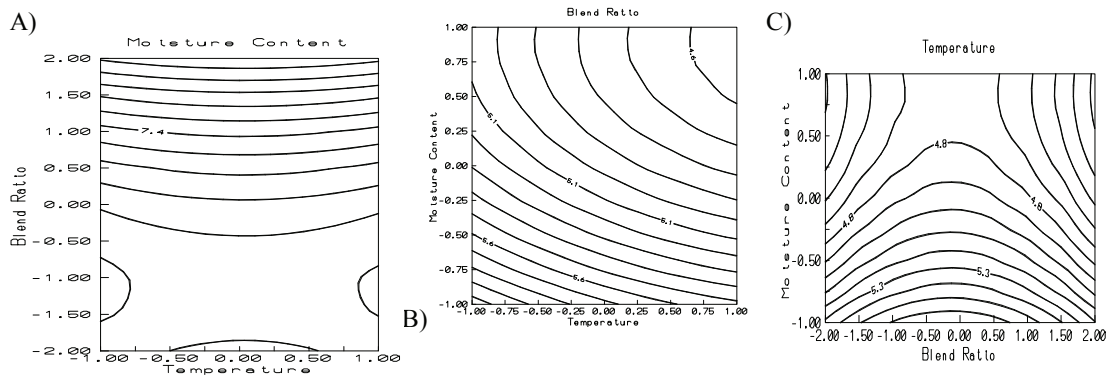 A)
Moisture Content
2.00
1.50
1.00
0.50
0.00
-0.50
-1.00
-1.50
-2.00
Blend Ratio
7.4
-1.00 -0.50 0.00 0.50 1.00
Temperature
B)
Blend Ratio
1.00
0.75
0.50
0.25
0.00
-0.25
-0.50
-0.75
-1.00
Moisture Content
4.6
5.1
5.1
5.1
5.6
5.6
-1.00 -0.75 -0.50 -0.25 0.00 0.25 0.50 0.75 1.00
Temperature
C)
Temperature
1.00
0.50
0.00
-0.50
-1.00
Moisture Content
4.8
4.8
4.8
5.3
5.3
-2.00 -1.50 -1.00 -0.50 0.00 0.50 1.00 1.50 2.00
Blend Ratio